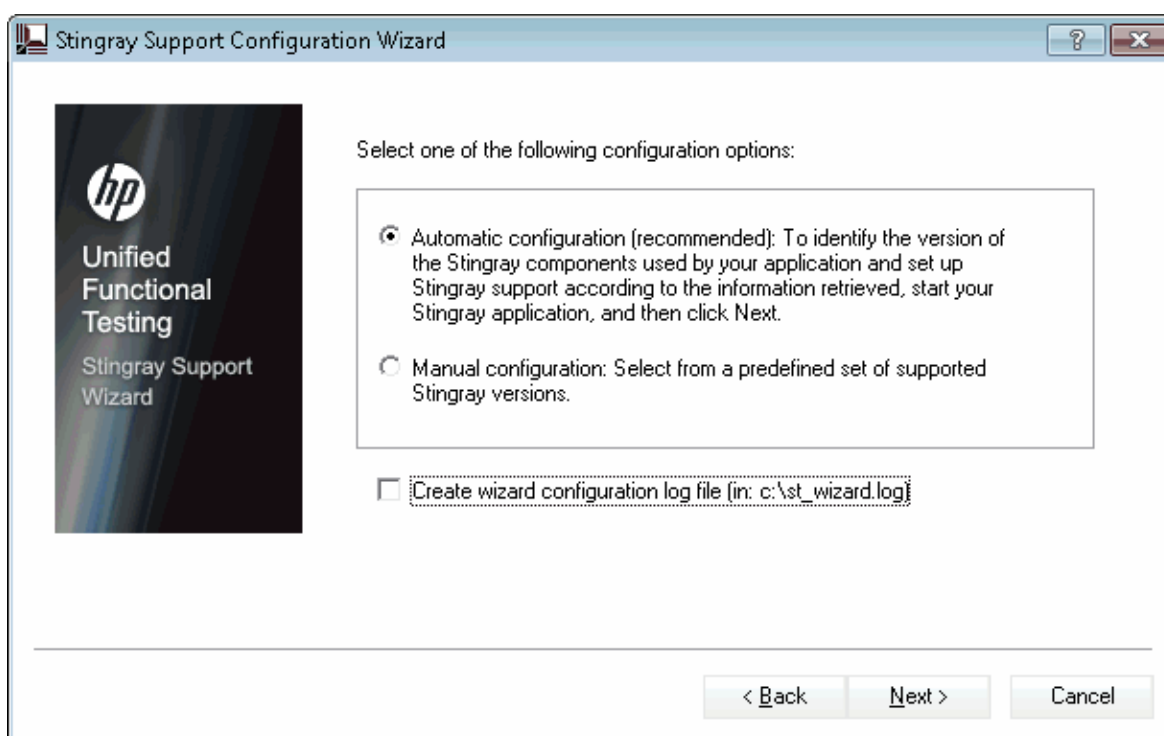 Stingray Support Configuration Wizard
?
hp
Unified
Functional
Testing
Stingray Support
Wizard
Select one of the following configuration options:
Automatic configuration (recommended): To identify the version of
the Stingray components used by your application and set up
Stingray support according to the information retrieved, start your
Stingray application, and then click Next.
Manual configuration: Select from a predefined set of supported
Stingray versions.
Create wizard configuration log file (in: c:\st_wizard.log)
< Back
Next >
Cancel